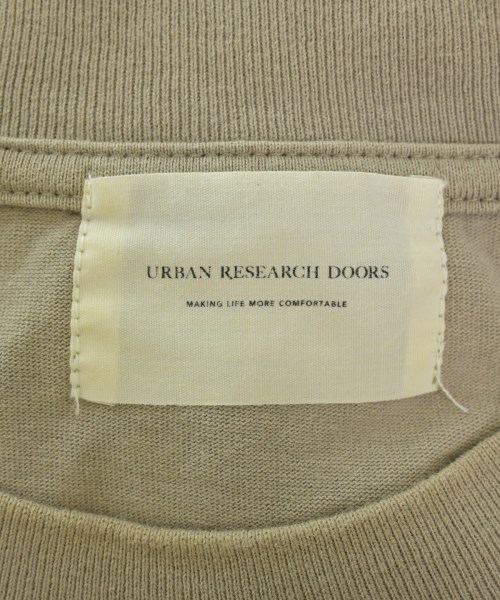 URBAN RESEARCH DOORS
MAKING LIFE MORE COMFORTABLE